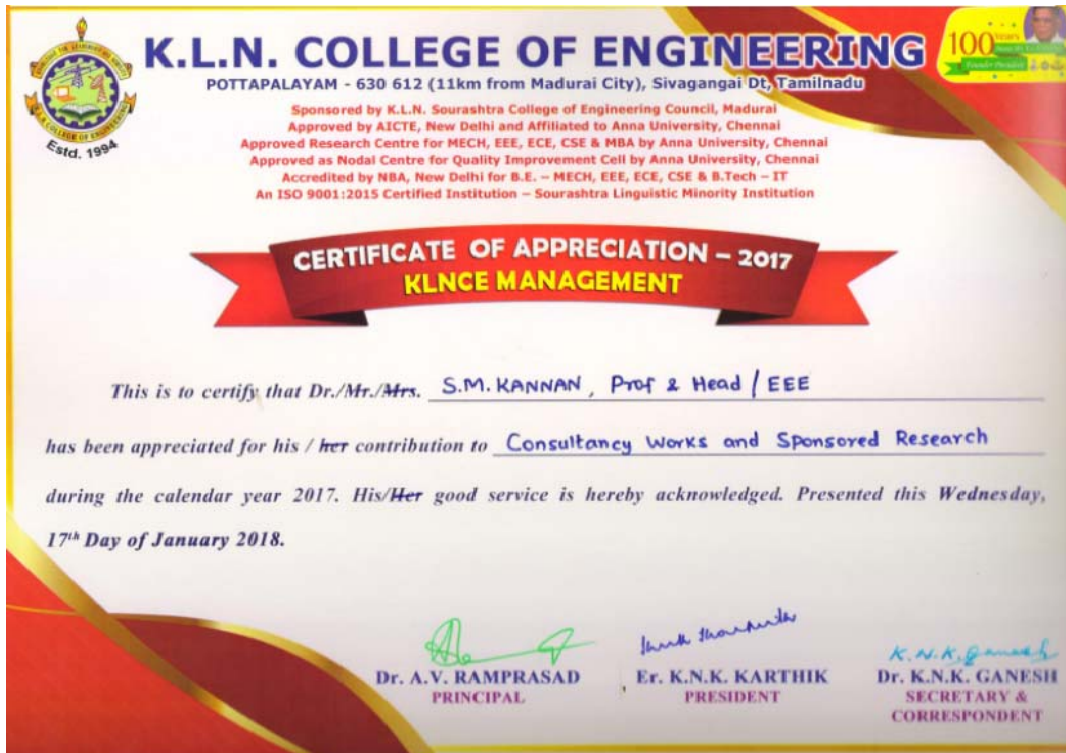 K.L.N. COLLEGE OF ENGINEERING
100 Years
Founder President
POTTAPALAYAM - 630 612 (11km from Madurai City), Sivagangai Dt, Tamilnadu
K.L.N. COLLEGE OF ENGINEERING
Estd. 1994
Sponsored by K.L.N. Sourashtra College of Engineering Council, Madurai
Approved by AICTE, New Delhi and Affiliated to Anna University, Chennai
Approved Research Centre for MECH, EEE, ECE, CSE & MBA by Anna University, Chennai
Approved as Nodal Centre for Quality Improvement Cell by Anna University, Chennai
Accredited by NBA, New Delhi for B.E. – MECH, EEE, ECE, CSE & B.Tech – IT
An ISO 9001:2015 Certified Institution – Sourashtra Linguistic Minority Institution
CERTIFICATE OF APPRECIATION – 2017
KLNCE MANAGEMENT
This is to certify that Dr./Mr./Mrs. S.M. KANNAN, Prof & Head / EEE
has been appreciated for his / her contribution to Consultancy Works and Sponsored Research
during the calendar year 2017. His/Her good service is hereby acknowledged. Presented this Wednesday,
17th Day of January 2018.
K.N.K. Ganesh
Dr. A.V. RAMPRASAD Er. K.N.K. KARTHIK Dr. K.N.K. GANESH
PRINCIPAL PRESIDENT SECRETARY &
CORRESPONDENT